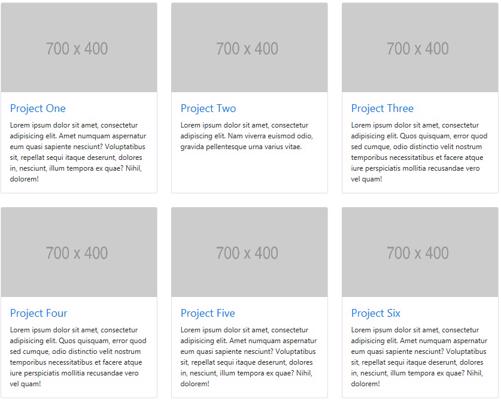 700 x 400
Project One
Lorem ipsum dolor sit amet, consectetur
adipisicing elit. Amet numquam aspernatur
eum quasi sapiente nesciunt? Voluptatibus
sit, repellat sequi itaque deserunt, dolores
in, nesciunt, illum tempora ex quae? Nihil,
dolorem!
700 x 400
Project Two
Lorem ipsum dolor sit amet, consectetur
adipiscing elit. Nam viverra euismod odio,
gravida pellentesque urna varius vitae.
700 x 400
Project Three
Lorem ipsum dolor sit amet, consectetur
adipisicing elit. Quos quisquam, error quod
sed cumque, odio distinctio velit nostrum
temporibus necessitatibus et facere atque
iure perspiciatis mollitia recusandae vero
vel quam!
700 x 400
Project Four
Lorem ipsum dolor sit amet, consectetur
adipisicing elit. Quos quisquam, error quod
sed cumque, odio distinctio velit nostrum
temporibus necessitatibus et facere atque
iure perspiciatis mollitia recusandae vero
vel quam!
700 x 400
Project Five
Lorem ipsum dolor sit amet, consectetur
adipisicing elit. Amet numquam aspernatur
eum quasi sapiente nesciunt? Voluptatibus
sit, repellat sequi itaque deserunt, dolores
in, nesciunt, illum tempora ex quae? Nihil,
dolorem!
700 x 400
Project Six
Lorem ipsum dolor sit amet, consectetur
adipisicing elit. Amet numquam aspernatur
eum quasi sapiente nesciunt? Voluptatibus
sit, repellat sequi itaque deserunt, dolores
in, nesciunt, illum tempora ex quae? Nihil,
dolorem!